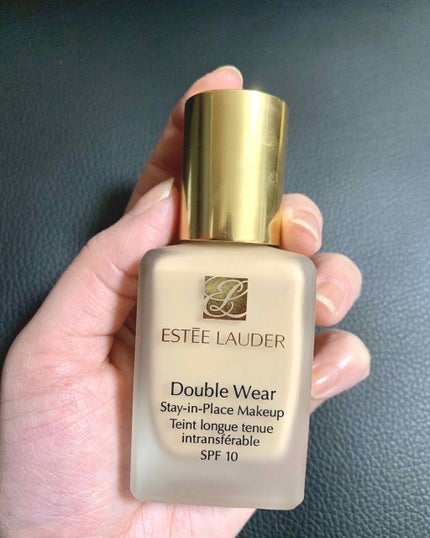 ESTĒE LAUDER
Double Wear
Stay-in-Place Makeup
Teint longue tenue
intransférable
SPF 10